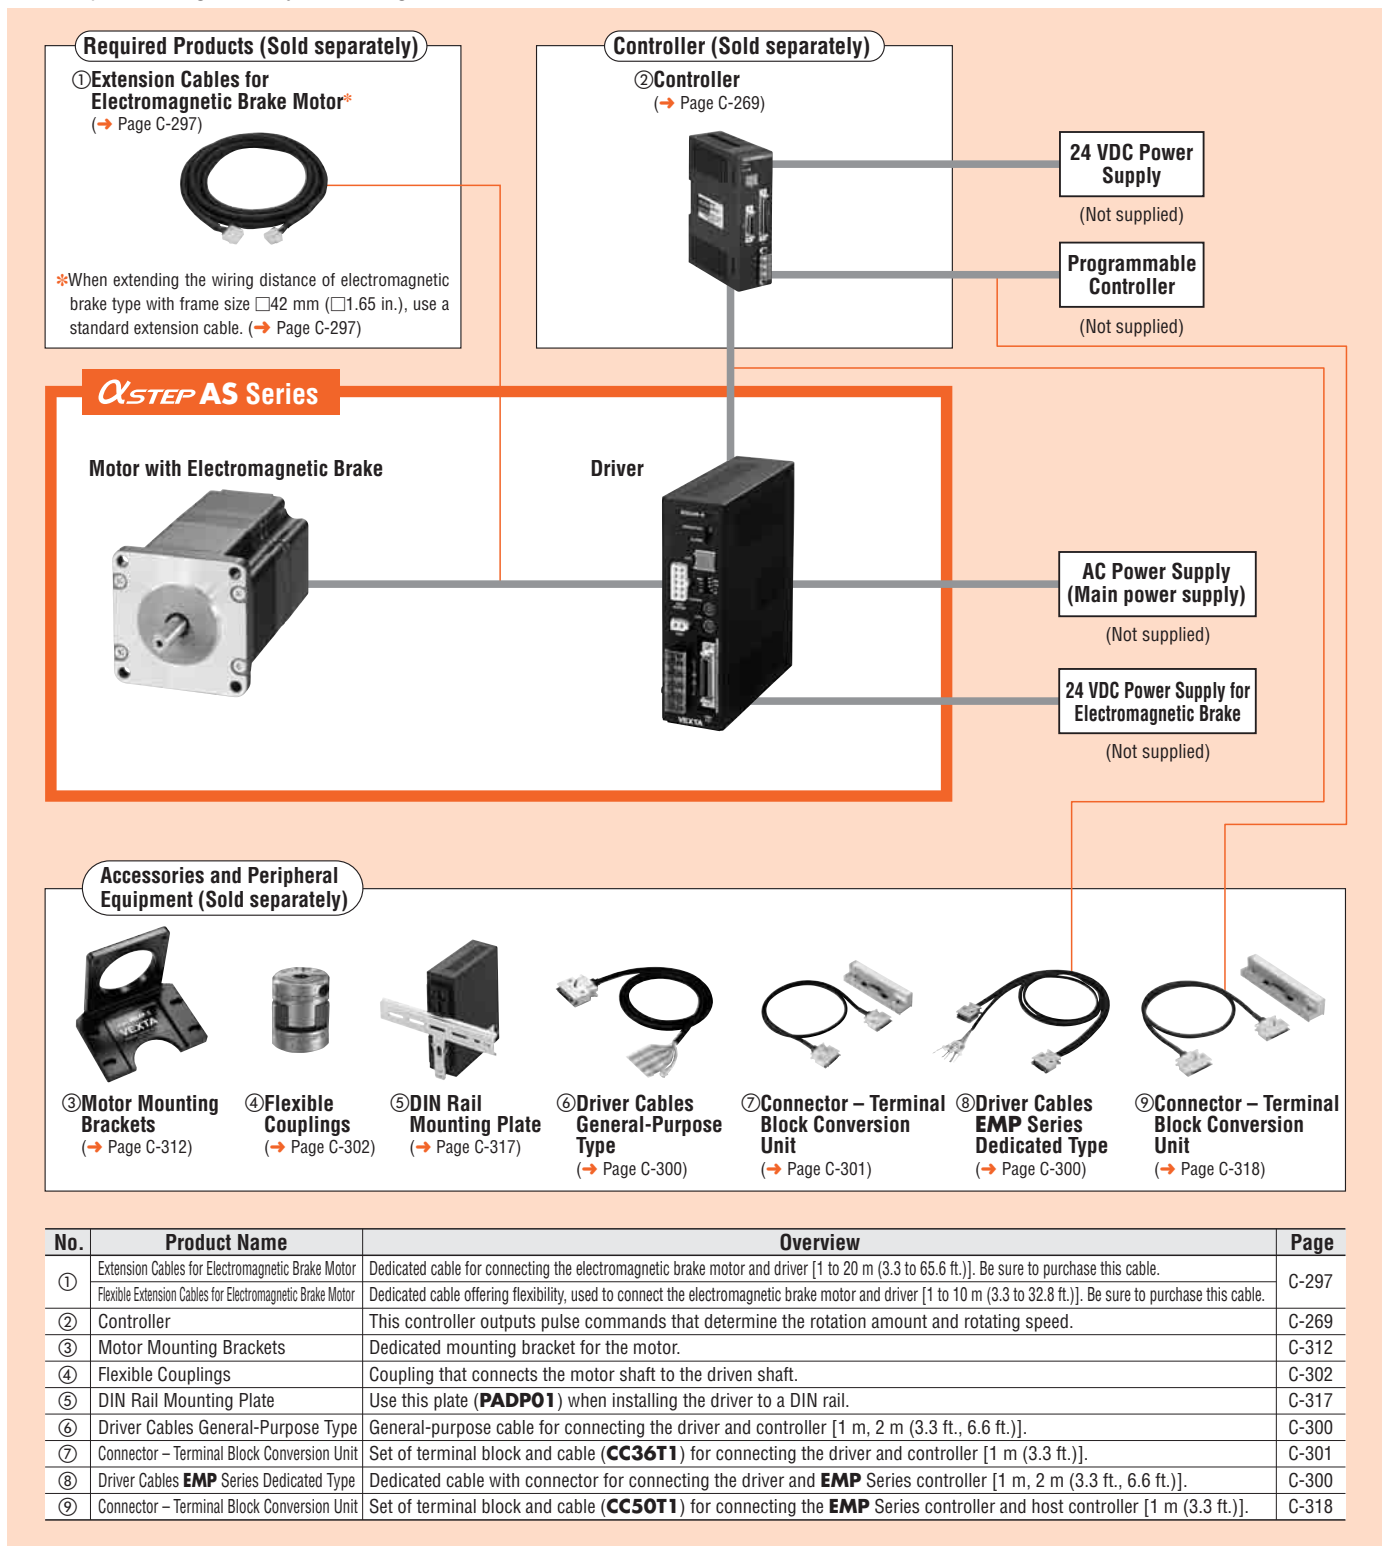 Required Products (Sold separately)
①Extension Cables for
Electromagnetic Brake Motor*
(➜ Page C-297)
*When extending the wiring distance of electromagnetic
brake type with frame size □42 mm (□1.65 in.), use a
standard extension cable. (➜ Page C-297)
Controller (Sold separately)
②Controller
(➜ Page C-269)
24 VDC Power
Supply
(Not supplied)
Programmable
Controller
(Not supplied)
αSTEP AS Series
Motor with Electromagnetic Brake
Driver
VEXTA
AC Power Supply
(Main power supply)
(Not supplied)
24 VDC Power Supply for
Electromagnetic Brake
(Not supplied)
Accessories and Peripheral
Equipment (Sold separately)
VEXTA
③Motor Mounting
Brackets
(➜ Page C-312)
④Flexible
Couplings
(➜ Page C-302)
⑤DIN Rail
Mounting Plate
(➜ Page C-317)
⑥Driver Cables
General-Purpose
Type
(➜ Page C-300)
⑦Connector – Terminal
Block Conversion
Unit
(➜ Page C-301)
⑧Driver Cables
EMP Series
Dedicated Type
(➜ Page C-300)
⑨Connector – Terminal
Block Conversion
Unit
(➜ Page C-318)
No. Product Name Overview Page
① Extension Cables for Electromagnetic Brake Motor Dedicated cable for connecting the electromagnetic brake motor and driver [1 to 20 m (3.3 to 65.6 ft.)]. Be sure to purchase this cable. C-297
Flexible Extension Cables for Electromagnetic Brake Motor Dedicated cable offering flexibility, used to connect the electromagnetic brake motor and driver [1 to 10 m (3.3 to 32.8 ft.)]. Be sure to purchase this cable.
② Controller This controller outputs pulse commands that determine the rotation amount and rotating speed. C-269
③ Motor Mounting Brackets Dedicated mounting bracket for the motor. C-312
④ Flexible Couplings Coupling that connects the motor shaft to the driven shaft. C-302
⑤ DIN Rail Mounting Plate Use this plate (PADP01) when installing the driver to a DIN rail. C-317
⑥ Driver Cables General-Purpose Type General-purpose cable for connecting the driver and controller [1 m, 2 m (3.3 ft., 6.6 ft.)]. C-300
⑦ Connector – Terminal Block Conversion Unit Set of terminal block and cable (CC36T1) for connecting the driver and controller [1 m (3.3 ft.)]. C-301
⑧ Driver Cables EMP Series Dedicated Type Dedicated cable with connector for connecting the driver and EMP Series controller [1 m, 2 m (3.3 ft., 6.6 ft.)]. C-300
⑨ Connector – Terminal Block Conversion Unit Set of terminal block and cable (CC50T1) for connecting the EMP Series controller and host controller [1 m (3.3 ft.)]. C-318